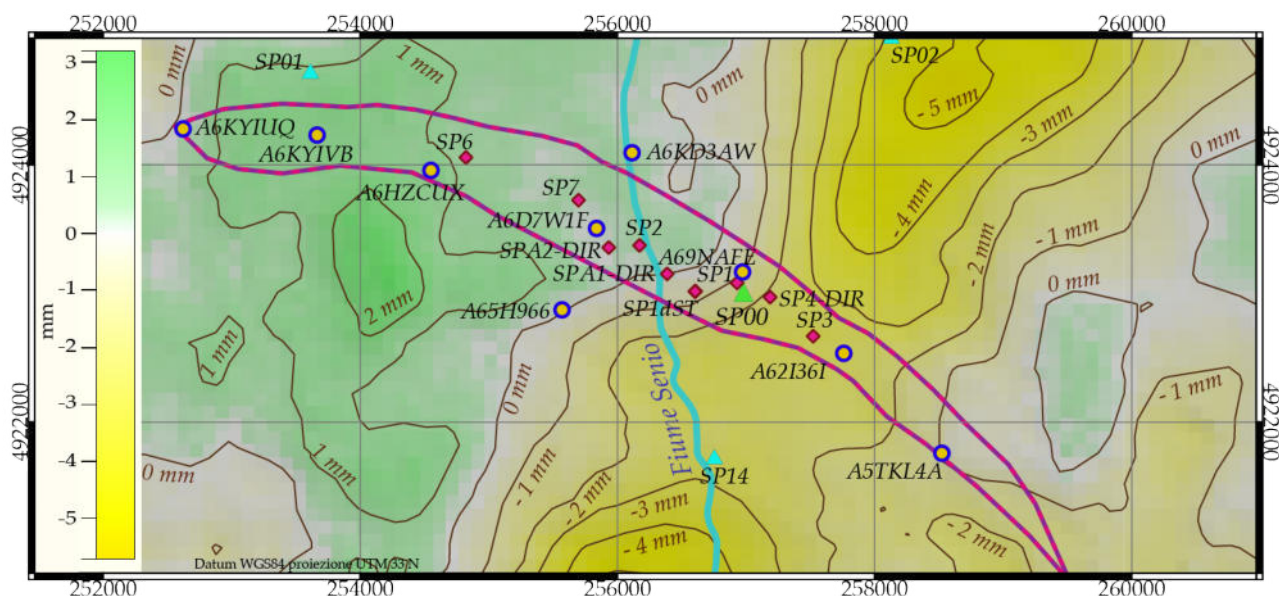 252000 254000 256000 258000 260000
3
2
1
0
-1
-2
-3
-4
-5
mm
4924000
4922000
4924000
4922000
0 mm
SP01
1 mm
0 mm
SP02
- 5 mm
-3 mm
0 mm
A6KYIUQ
A6KYIVB
SP6
A6KD3AW
A6HZCUX
SP7
- 4 mm
A6D7W1F
SP2
- 1 mm
SPA2-DIR
A69NAFE
- 2 mm
SPA1-DIR
SP1
0 mm
2 mm
A65H966
SP1dST
SP00
SP4-DIR
SP3
1 mm
A62I36I
0 mm
Fiume Senio
- 1 mm
1 mm
0 mm
- 1 mm
SP14
A5TKL4A
-2 mm
-3 mm
- 4 mm
-2 mm
Datum WGS84 proiezione UTM 33 N
252000 254000 256000 258000 260000